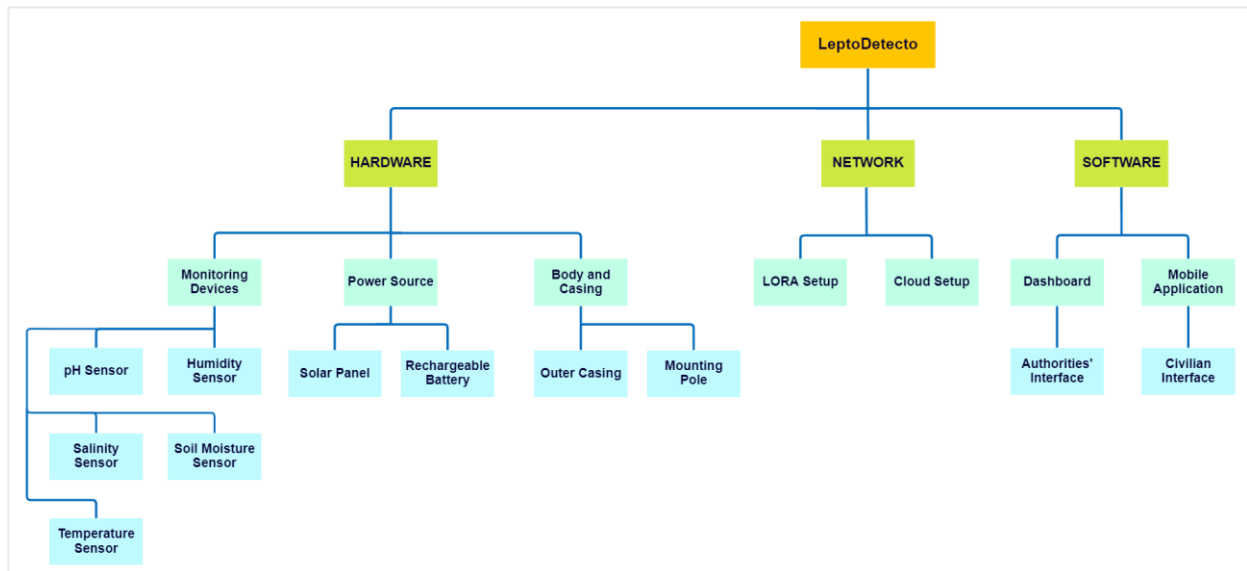 LeptoDetecto
HARDWARE
NETWORK
SOFTWARE
Monitoring
Devices
Power Source
Body and
Casing
LORA Setup
Cloud Setup
Dashboard
Mobile
Application
pH Sensor
Humidity
Sensor
Solar Panel
Rechargeable
Battery
Outer Casing
Mounting
Pole
Authorities'
Interface
Civilian
Interface
Salinity
Sensor
Soil Moisture
Sensor
Temperature
Sensor